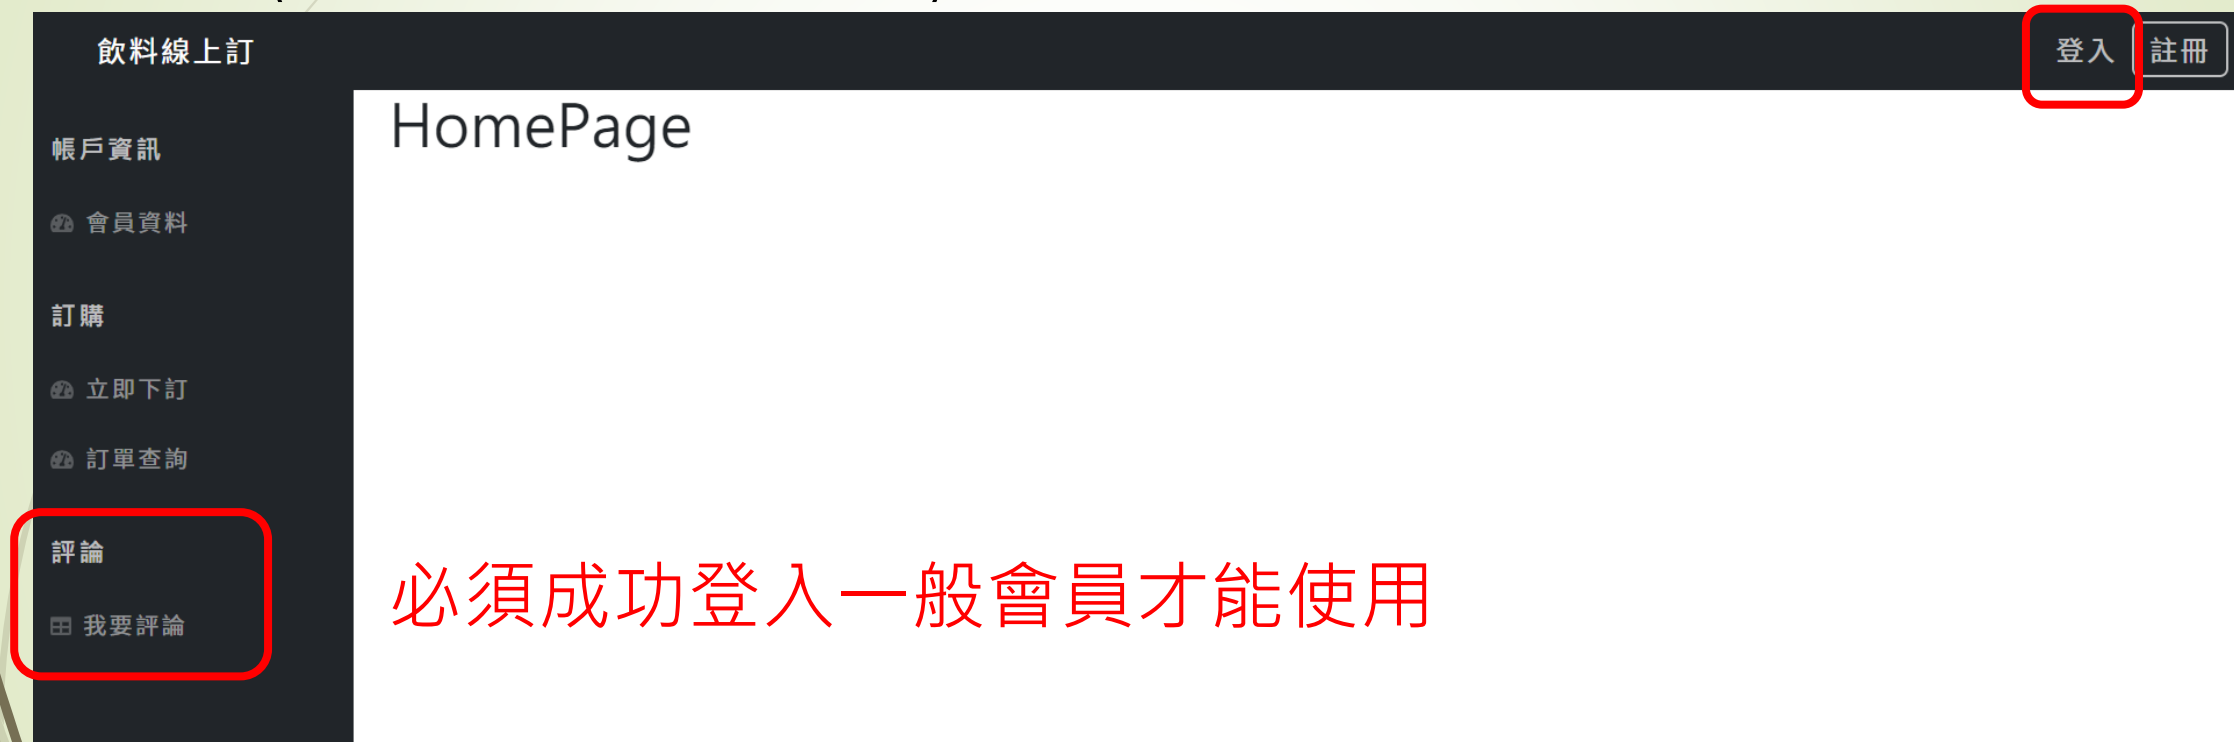 飲料線上訂
登入 註冊
HomePage
帳戶資訊
會員資料
訂購
立即下訂
訂單查詢
評論
我要評論
必須成功登入一般會員才能使用